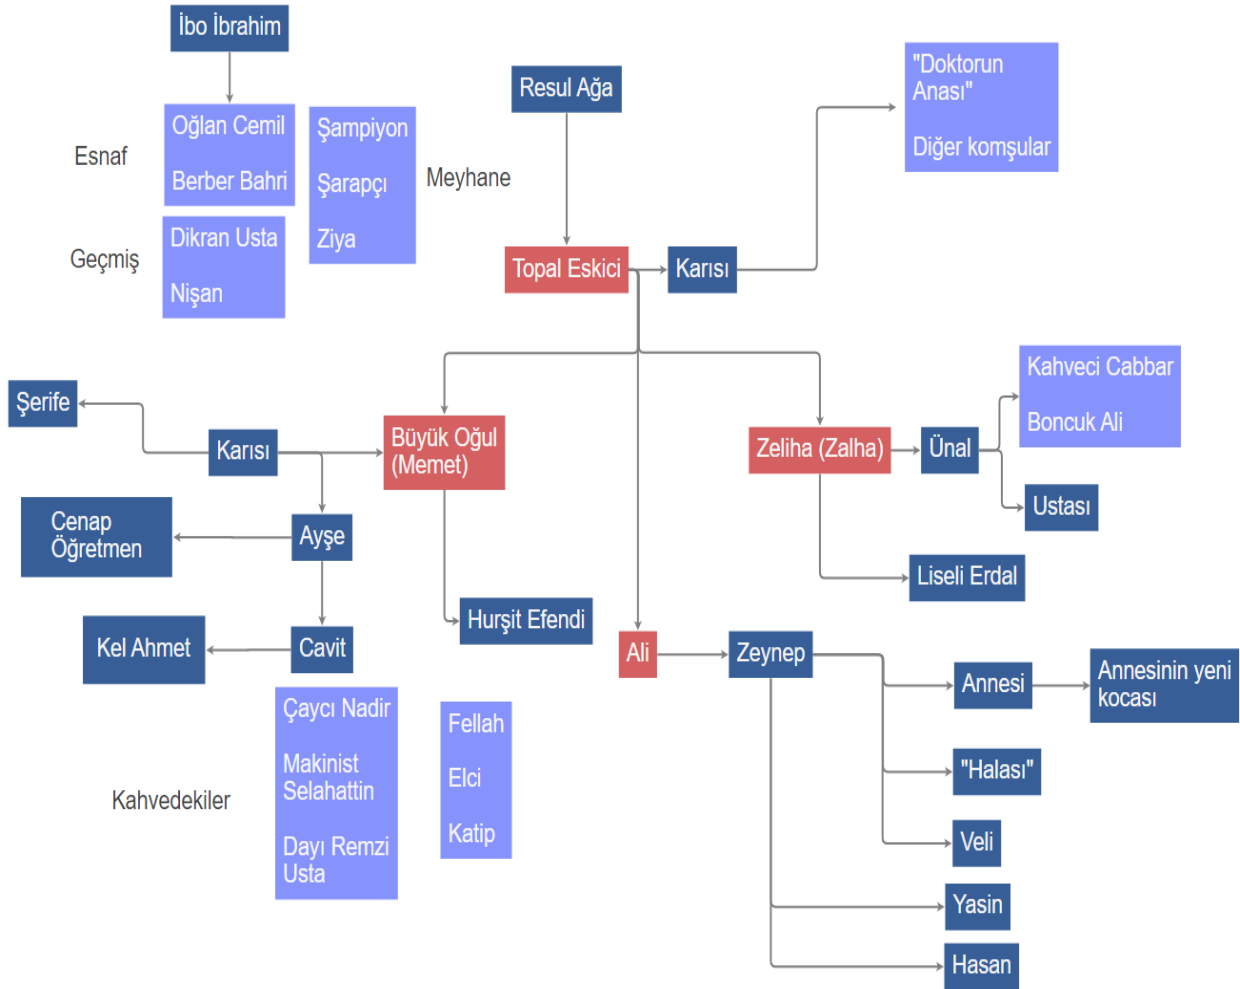 İbo İbrahim
Oğlan Cemil
Berber Bahri
Esnaf
Şampiyon
Şarapçı
Ziya
Meyhane
Dikran Usta
Nişan
Geçmiş
Resul Ağa
"Doktorun
Anası"
Diğer komşular
Topal Eskici
Karısı
Şerife
Karısı
Büyük Oğul
(Memet)
Zeliha (Zalha)
Ünal
Kahveci Cabbar
Boncuk Ali
Ustası
Cenap
Öğretmen
Ayşe
Liseli Erdal
Hurşit Efendi
Kel Ahmet
Cavit
Ali
Zeynep
Annesi
Annesinin yeni
kocası
Kahvedekiler
Çaycı Nadir
Makinist
Selahattin
Dayı Remzi
Usta
Fellah
Elci
Katip
"Halası"
Veli
Yasin
Hasan